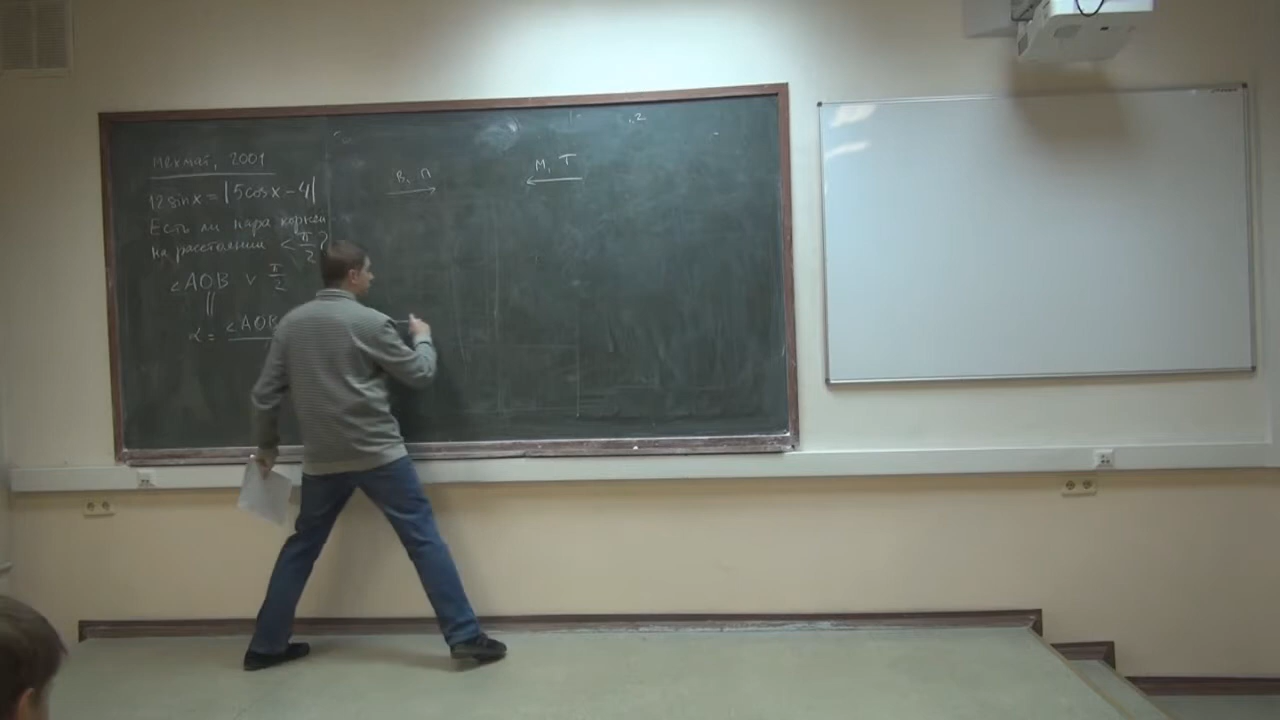 Мехмат, 2001
12 sin x = |5 cos x − 4|
Есть ли пара корней
на расстоянии < π/2?
∠AOB ∨ π/2
||
α = ∠AOB
В, П
→
М, Т
←